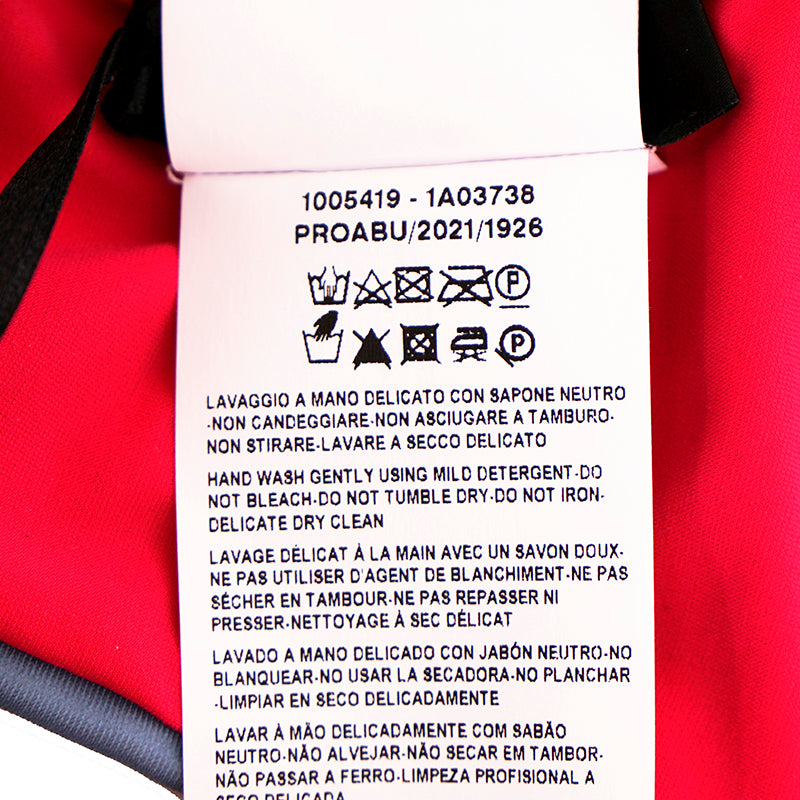 1005419 - 1A03738
PROABU/2021/1926
P
P
LAVAGGIO A MANO DELICATO CON SAPONE NEUTRO
-NON CANDEGGIARE-NON ASCIUGARE A TAMBURO-
NON STIRARE-LAVARE A SECCO DELICATO
HAND WASH GENTLY USING MILD DETERGENT-DO
NOT BLEACH-DO NOT TUMBLE DRY-DO NOT IRON-
DELICATE DRY CLEAN
LAVAGE DÉLICAT À LA MAIN AVEC UN SAVON DOUX-
NE PAS UTILISER D'AGENT DE BLANCHIMENT-NE PAS
SÉCHER EN TAMBOUR-NE PAS REPASSER NI
PRESSER-NETTOYAGE À SEC DÉLICAT
LAVADO A MANO DELICADO CON JABÓN NEUTRO-NO
BLANQUEAR-NO USAR LA SECADORA-NO PLANCHAR
-LIMPIAR EN SECO DELICADAMENTE
LAVAR À MÃO DELICADAMENTE COM SABÃO
NEUTRO-NÃO ALVEJAR-NÃO SECAR EM TAMBOR-
NÃO PASSAR A FERRO-LIMPEZA PROFISIONAL A
SECO DELICADA